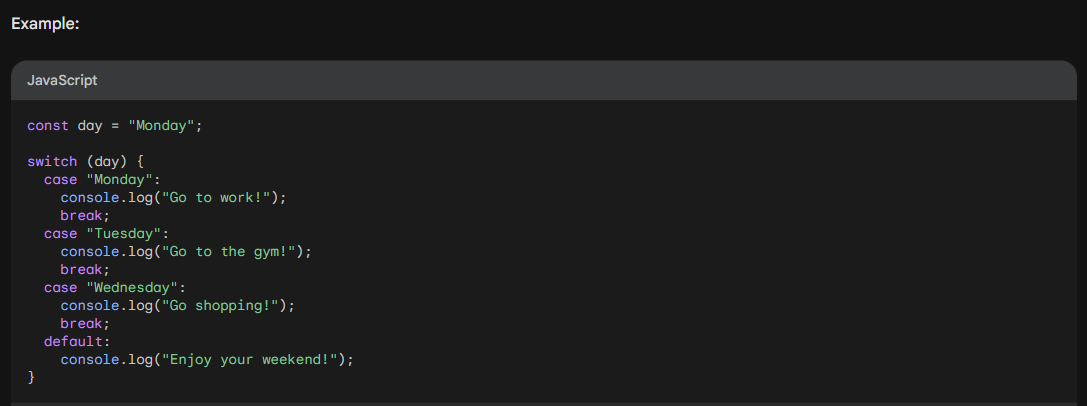 Example:
JavaScript
const day = "Monday";
switch (day) {
  case "Monday":
    console.log("Go to work!");
    break;
  case "Tuesday":
    console.log("Go to the gym!");
    break;
  case "Wednesday":
    console.log("Go shopping!");
    break;
  default:
    console.log("Enjoy your weekend!");
}